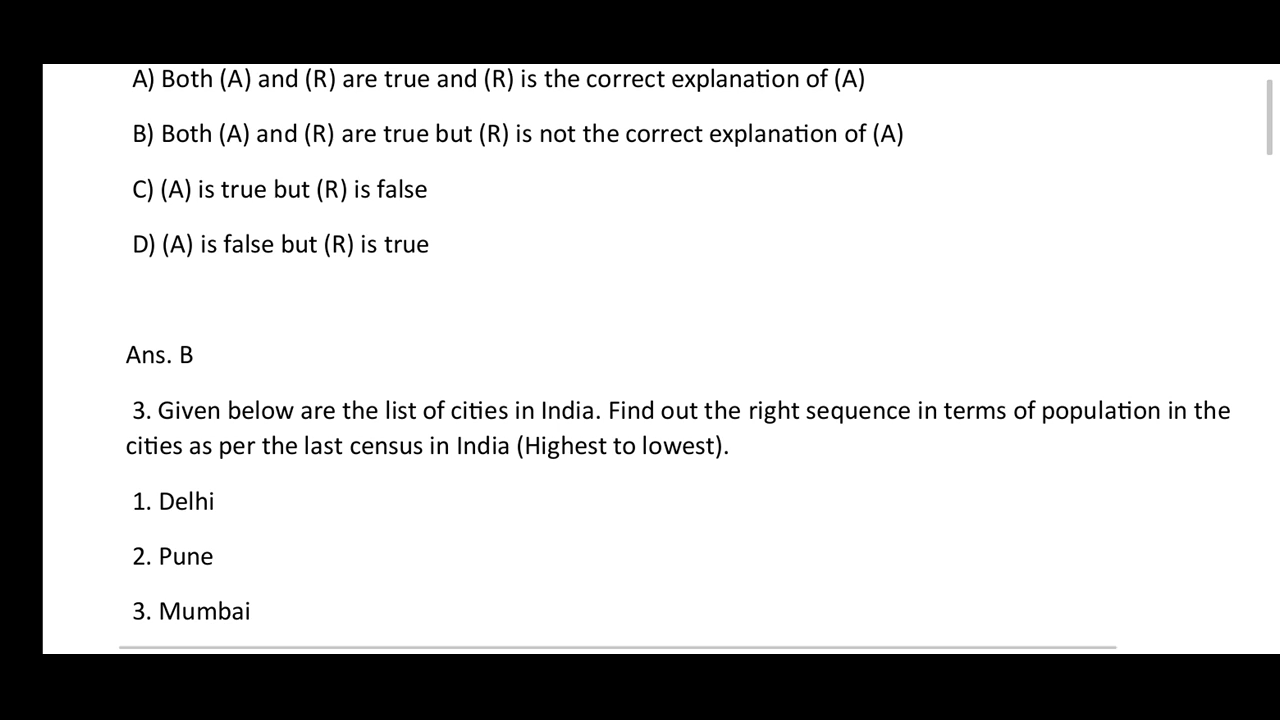 A) Both (A) and (R) are true and (R) is the correct explanation of (A)
B) Both (A) and (R) are true but (R) is not the correct explanation of (A)
C) (A) is true but (R) is false
D) (A) is false but (R) is true
Ans. B
3. Given below are the list of cities in India. Find out the right sequence in terms of population in the
cities as per the last census in India (Highest to lowest).
1. Delhi
2. Pune
3. Mumbai